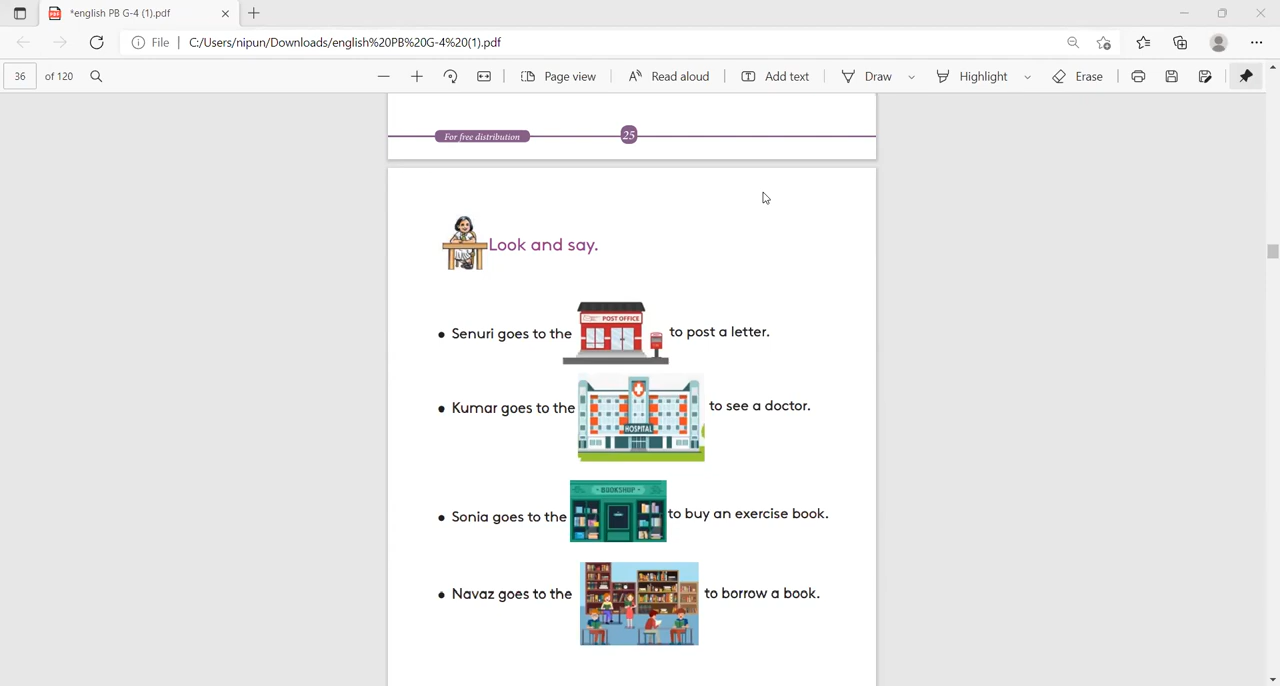 *english PB G-4 (1).pdf
File | C:/Users/nipun/Downloads/english%20PB%20G-4%20(1).pdf
36 of 120 Page view Read aloud Add text Draw Highlight Erase
For free distribution 25
Look and say.
POST OFFICE
• Senuri goes to the to post a letter.
• Kumar goes to the to see a doctor.
HOSPITAL
BOOKSHOP
• Sonia goes to the to buy an exercise book.
• Navaz goes to the to borrow a book.